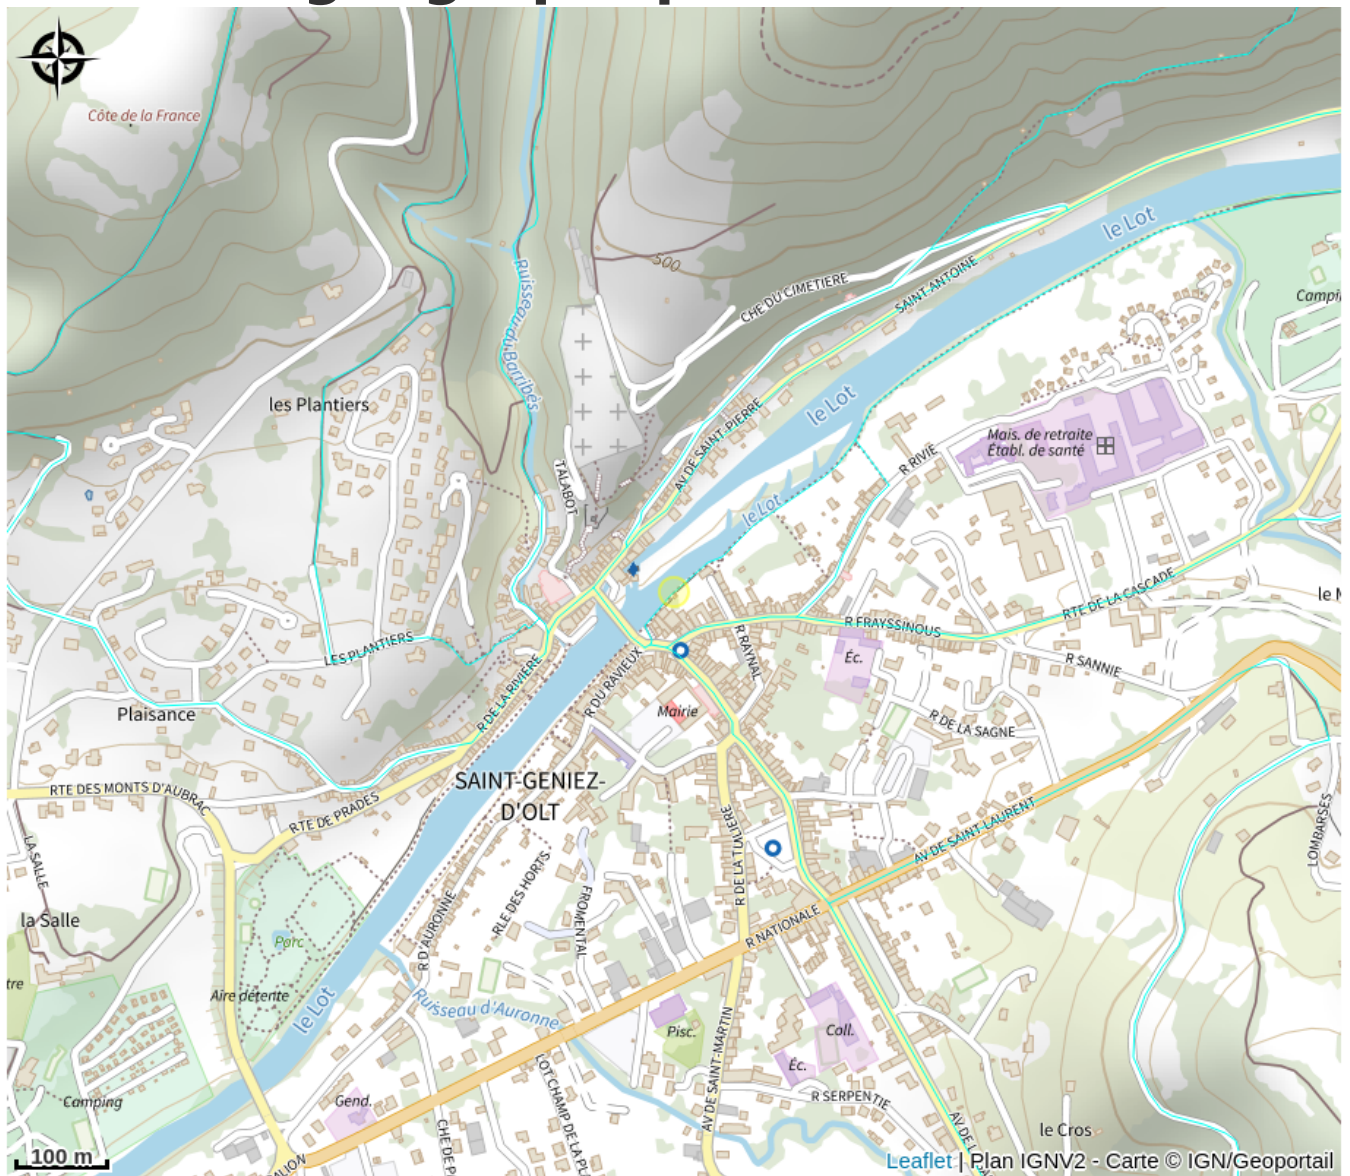 Côte de la France
le Lot
Ruisseau du Barribès
500
CHE DU CIMETIERE
SAINT ANTOINE
les Plantiers
le Lot
AV DE SAINT-PIERRE
Mais. de retraite
Établ. de santé
R RIVIE
TALABOT
le Lot
RTE DE LA CASCADE
R FRAYSSINOUS
LES PLANTIERS
R RAYNAL
Éc.
R SANNIE
R DE LA RIVIERE
R DU RAVIEUX
Plaisance
Mairie
R DE LA SAGNE
SAINT-GENIEZ-
D'OLT
RTE DES MONTS D'AUBRAC
RTE DE PRADES
AV DE SAINT-LAURENT
LOMBARSES
LA SALLE
R DE LA TUILIERE
RLE DES HORTS
FROMENTAL
la Salle
R D'AURONNE
R NATIONALE
Parc
Aire détente
le Lot
Ruisseau d'Auronne
Pisc.
Coll.
AV DE SAINT-MARTIN
Éc.
Camping
Gend.
R SERPENTIE
LOT CHAMP DE LA
le Cros
100 m
Leaflet | Plan IGNV2 - Carte © IGN/Geoportail